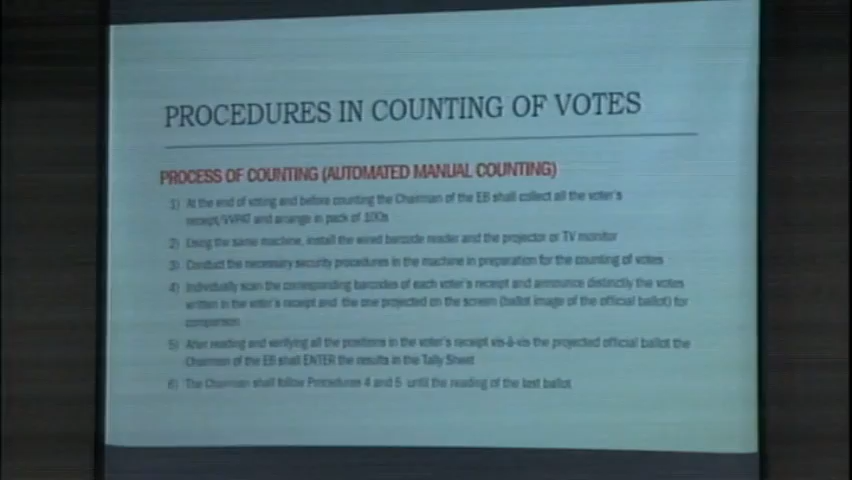 PROCEDURES IN COUNTING OF VOTES
PROCESS OF COUNTING (AUTOMATED MANUAL COUNTING)
1) At the end of voting and before counting the Chairman of the EB shall collect all the voter's
receipt/VVPAT and arrange in pack of 100s
2) Using the same machine, install the wired barcode reader and the projector or TV monitor
3) Conduct the necessary security procedures in the machine in preparation for the counting of votes
4) Individually scan the corresponding barcodes of each voter's receipt and announce distinctly the votes
written in the voter's receipt and the one projected on the screen (ballot image of the official ballot) for
comparison
5) After reading and verifying all the positions in the voter's receipt vis-à-vis the projected official ballot the
Chairman of the EB shall ENTER the results in the Tally Sheet
6) The Chairman shall follow Procedures 4 and 5 until the reading of the last ballot